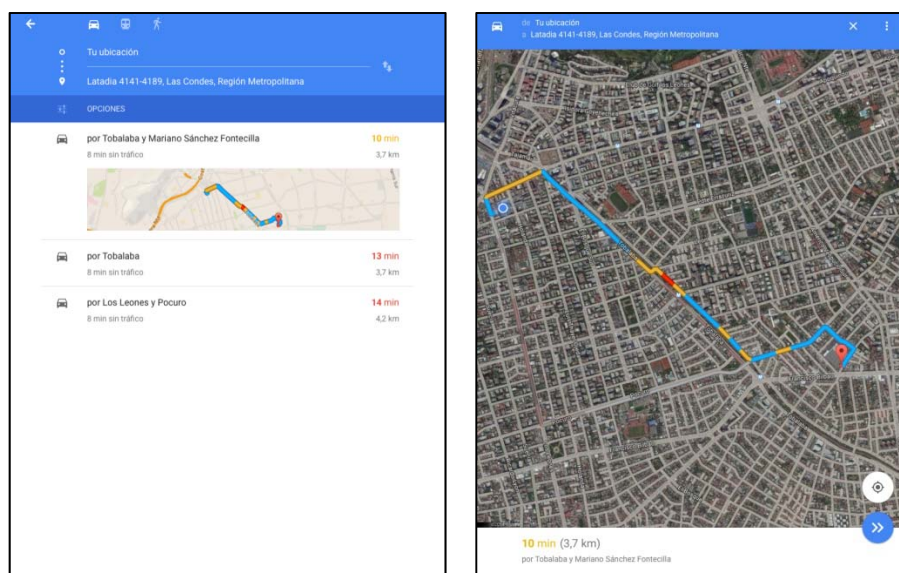 Tu ubicación
Latadia 4141-4189, Las Condes, Región Metropolitana
OPCIONES
por Tobalaba y Mariano Sánchez Fontecilla
10 min
8 min sin tráfico
3,7 km
por Tobalaba
13 min
8 min sin tráfico
3,7 km
por Los Leones y Pocuro
14 min
8 min sin tráfico
4,2 km
de Tu ubicación
a Latadia 4141-4189, Las Condes, Región Metropolitana
10 min (3,7 km)
por Tobalaba y Mariano Sánchez Fontecilla